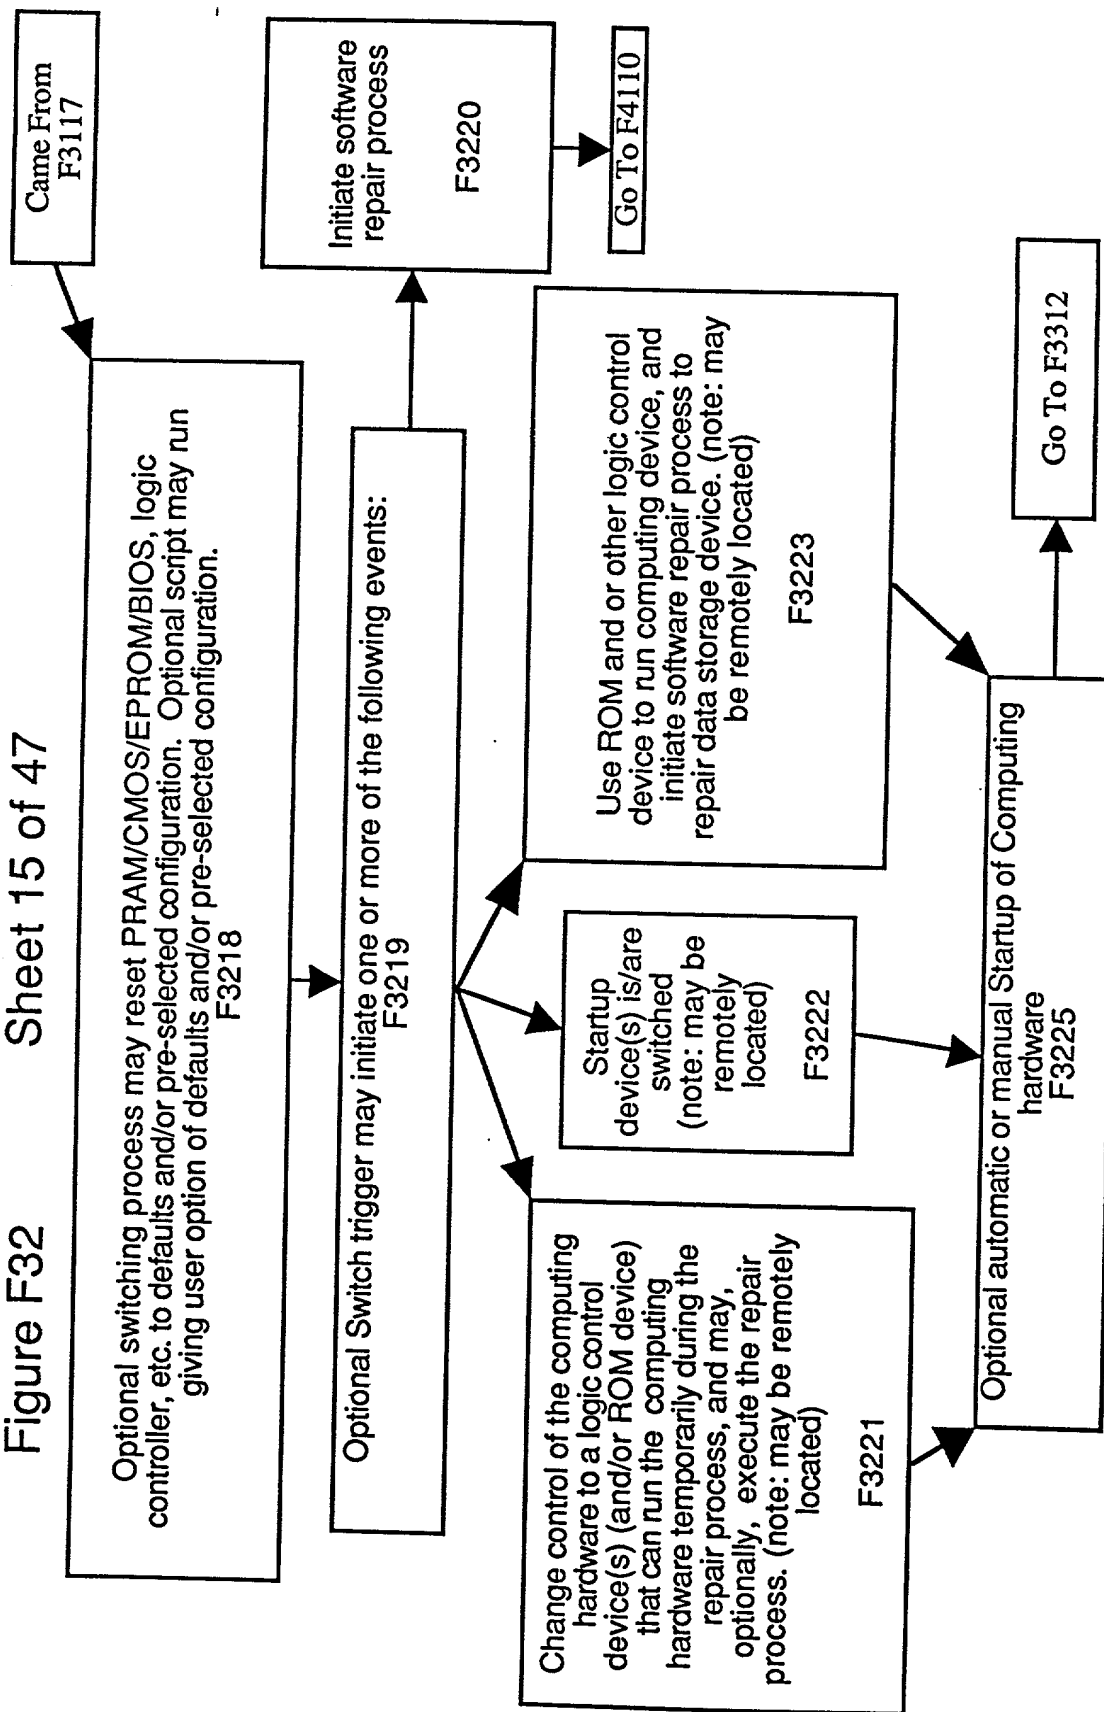 Figure F32 Sheet 15 of 47
Came From
F3117
Optional switching process may reset PRAM/CMOS/EPROM/BIOS, logic
controller, etc. to defaults and/or pre-selected configuration. Optional script may run
giving user option of defaults and/or pre-selected configuration.
F3218
Optional Switch trigger may initiate one or more of the following events:
F3219
Initiate software
repair process
F3220
Go To F4110
Change control of the computing
hardware to a logic control
device(s) (and/or ROM device)
that can run the computing
hardware temporarily during the
repair process, and may,
optionally, execute the repair
process. (note: may be remotely
located)
F3221
Startup
device(s) is/are
switched
(note: may be
remotely
located)
F3222
Use ROM and or other logic control
device to run computing device, and
initiate software repair process to
repair data storage device. (note: may
be remotely located)
F3223
Optional automatic or manual Startup of Computing
hardware
F3225
Go To F3312